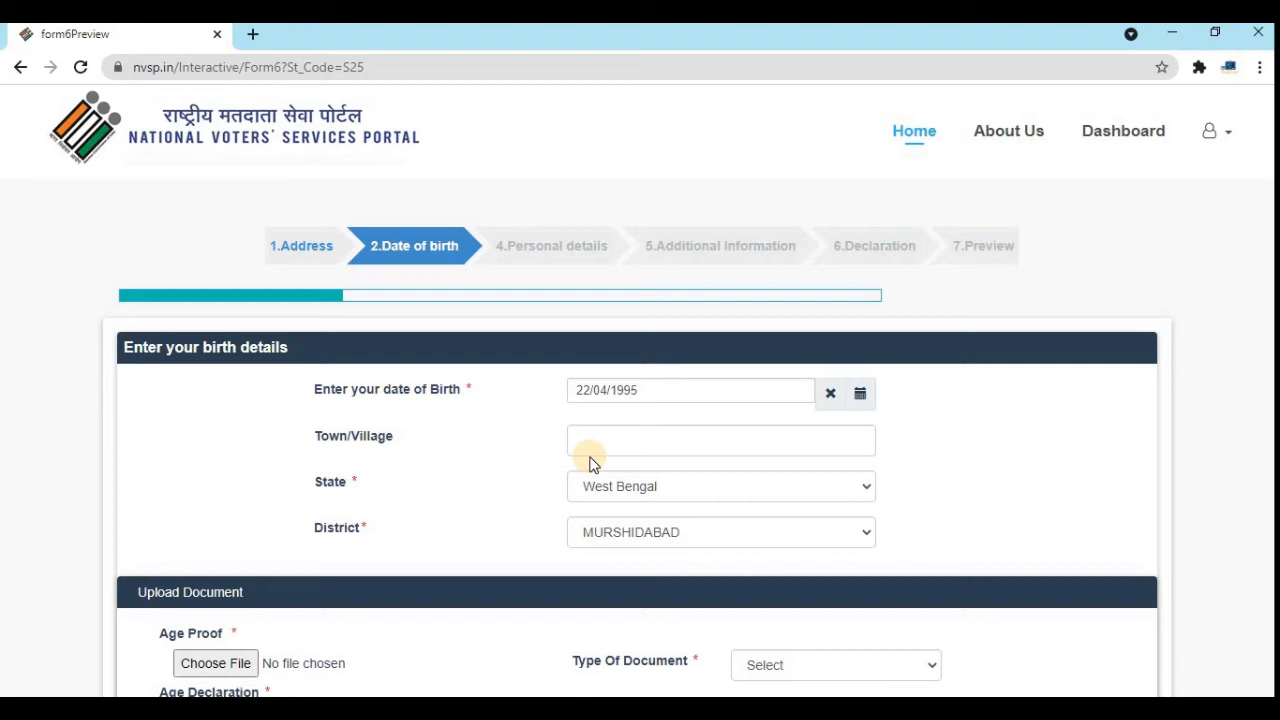 form6Preview
nvsp.in/Interactive/Form6?St_Code=S25
राष्ट्रीय मतदाता सेवा पोर्टल
NATIONAL VOTERS' SERVICES PORTAL
Home About Us Dashboard
1.Address 2.Date of birth 4.Personal details 5.Additional information 6.Declaration 7.Preview
Enter your birth details
Enter your date of Birth * 22/04/1995
Town/Village
State * West Bengal
District* MURSHIDABAD
Upload Document
Age Proof *
Choose File No file chosen Type Of Document * Select
Age Declaration *